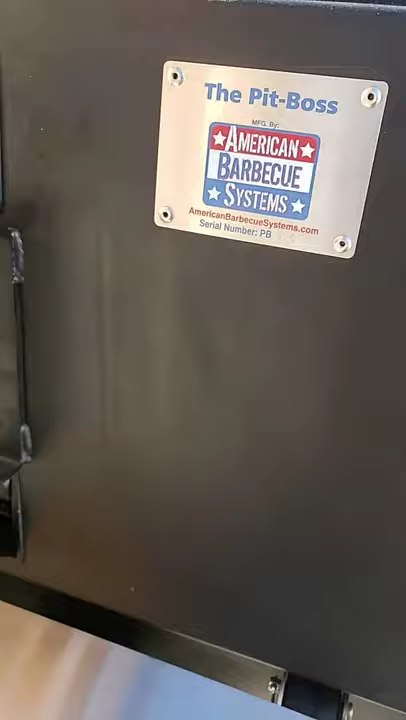 The Pit-Boss
MFG. By:
AMERICAN
BARBECUE
SYSTEMS
AmericanBarbecueSystems.com
Serial Number: PB